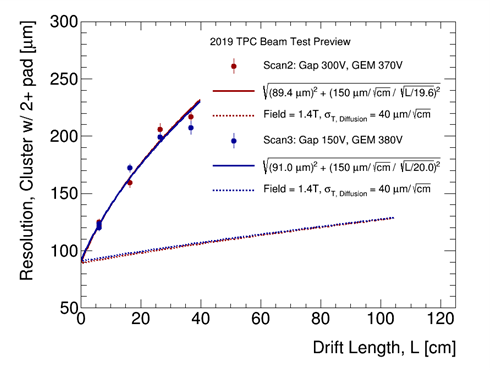 300
250
200
150
100
50
Resolution, Cluster w/ 2+ pad [μm]
2019 TPC Beam Test Preview
Scan2: Gap 300V, GEM 370V
√(89.4 μm)² + (150 μm/√cm / √L/19.6)²
Field = 1.4T, σT, Diffusion = 40 μm/√cm
Scan3: Gap 150V, GEM 380V
√(91.0 μm)² + (150 μm/√cm / √L/20.0)²
Field = 1.4T, σT, Diffusion = 40 μm/√cm
0 20 40 60 80 100 120
Drift Length, L [cm]